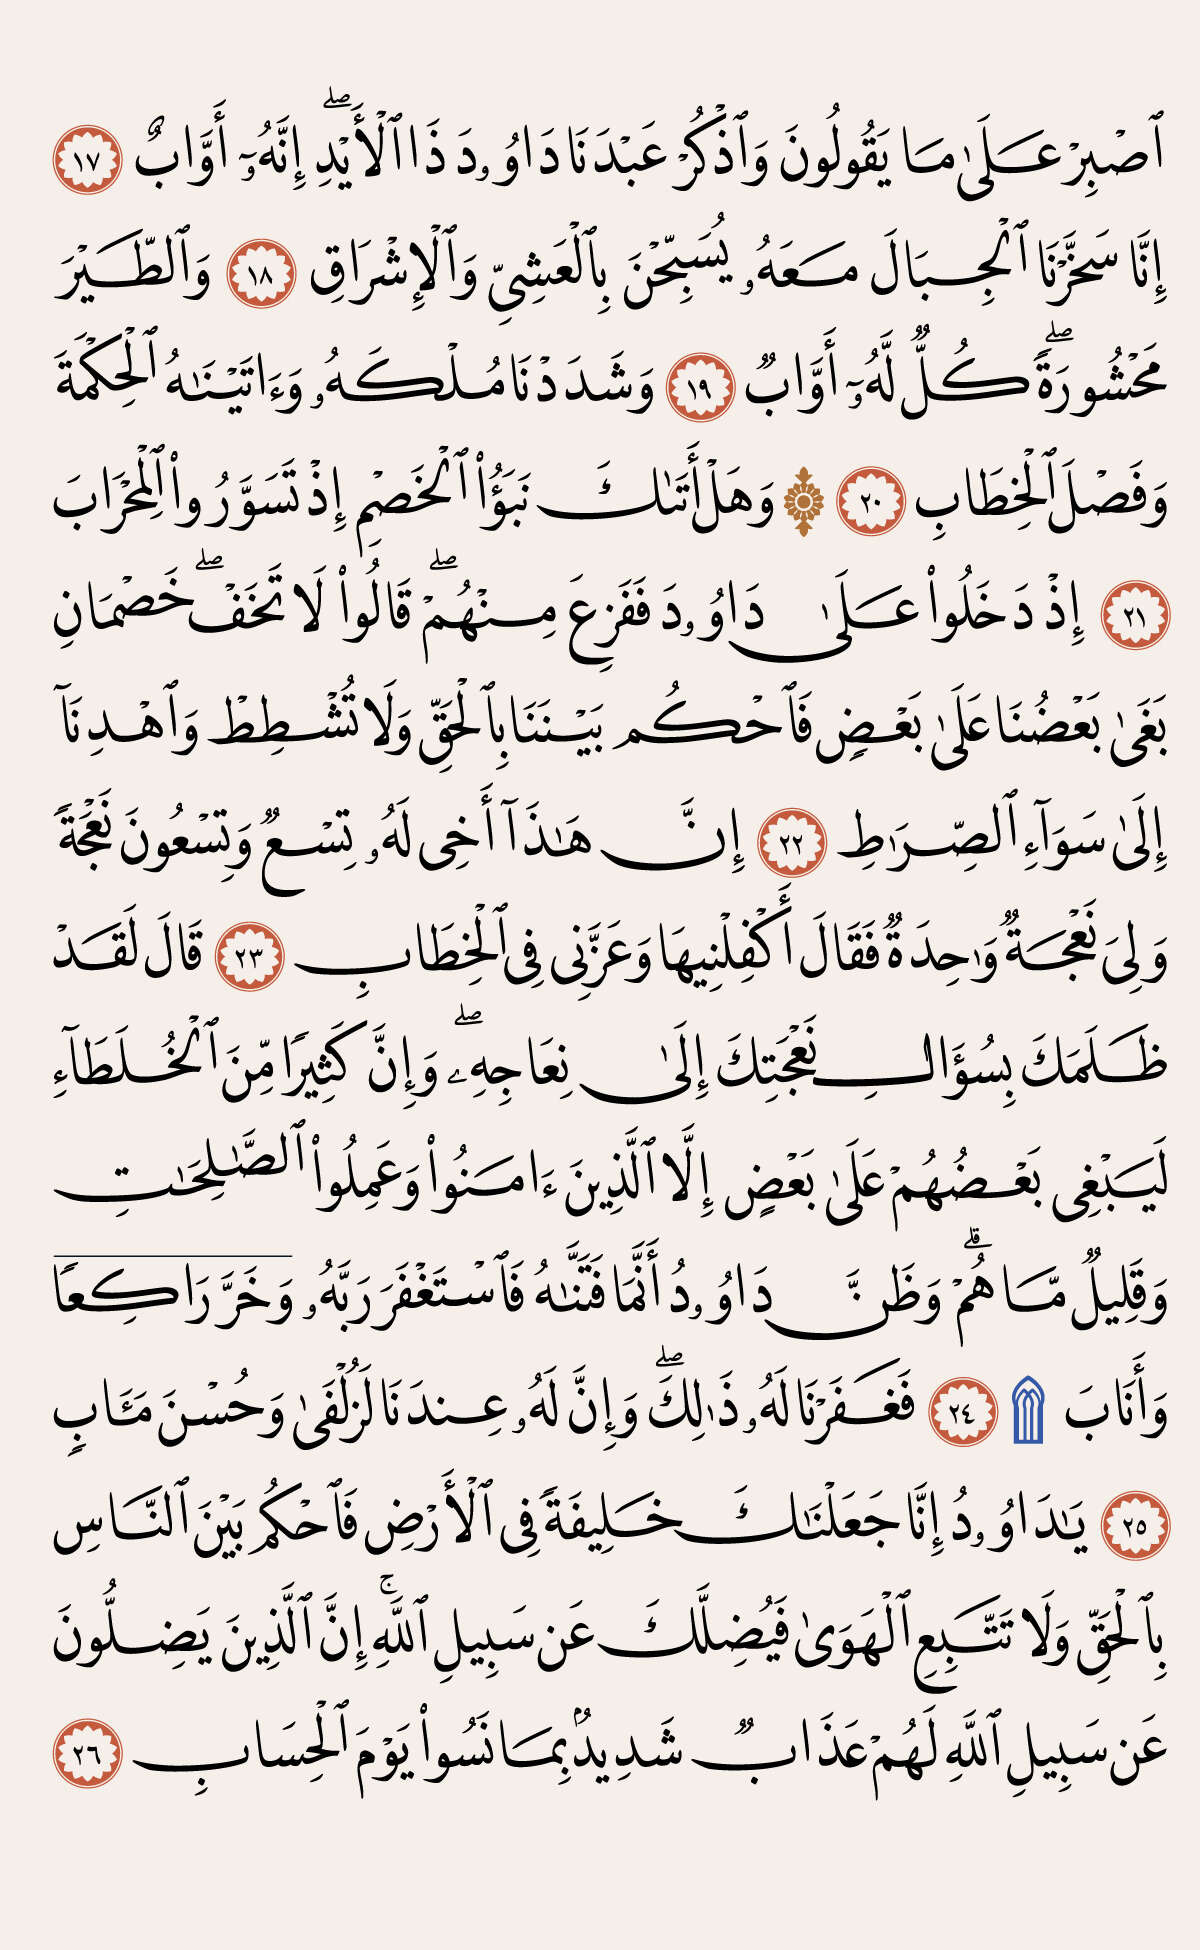 ٱصۡبِرۡ عَلَىٰ مَا يَقُولُونَ وَٱذۡكُرۡ عَبۡدَنَا دَاوُۥدَ ذَا ٱلۡأَيۡدِۖ إِنَّهُۥٓ أَوَّابٌ ١٧
إِنَّا سَخَّرۡنَا ٱلۡجِبَالَ مَعَهُۥ يُسَبِّحۡنَ بِٱلۡعَشِيِّ وَٱلۡإِشۡرَاقِ ١٨ وَٱلطَّيۡرَ
مَحۡشُورَةٗۖ كُلّٞ لَّهُۥٓ أَوَّابٞ ١٩ وَشَدَدۡنَا مُلۡكَهُۥ وَءَاتَيۡنَٰهُ ٱلۡحِكۡمَةَ
وَفَصۡلَ ٱلۡخِطَابِ ٢٠ ۞ وَهَلۡ أَتَىٰكَ نَبَؤُاْ ٱلۡخَصۡمِ إِذۡ تَسَوَّرُواْ ٱلۡمِحۡرَابَ
٢١ إِذۡ دَخَلُواْ عَلَىٰ دَاوُۥدَ فَفَزِعَ مِنۡهُمۡۖ قَالُواْ لَا تَخَفۡۖ خَصۡمَانِ
بَغَىٰ بَعۡضُنَا عَلَىٰ بَعۡضٖ فَٱحۡكُم بَيۡنَنَا بِٱلۡحَقِّ وَلَا تُشۡطِطۡ وَٱهۡدِنَآ
إِلَىٰ سَوَآءِ ٱلصِّرَٰطِ ٢٢ إِنَّ هَٰذَآ أَخِي لَهُۥ تِسۡعٞ وَتِسۡعُونَ نَعۡجَةٗ
وَلِيَ نَعۡجَةٞ وَٰحِدَةٞ فَقَالَ أَكۡفِلۡنِيهَا وَعَزَّنِي فِي ٱلۡخِطَابِ ٢٣ قَالَ لَقَدۡ
ظَلَمَكَ بِسُؤَالِ نَعۡجَتِكَ إِلَىٰ نِعَاجِهِۦۖ وَإِنَّ كَثِيرٗا مِّنَ ٱلۡخُلَطَآءِ
لَيَبۡغِي بَعۡضُهُمۡ عَلَىٰ بَعۡضٍ إِلَّا ٱلَّذِينَ ءَامَنُواْ وَعَمِلُواْ ٱلصَّٰلِحَٰتِ
وَقَلِيلٞ مَّا هُمۡۗ وَظَنَّ دَاوُۥدُ أَنَّمَا فَتَنَّٰهُ فَٱسۡتَغۡفَرَ رَبَّهُۥ وَخَرَّۤ رَاكِعٗاۤ
وَأَنَابَ ۩ ٢٤ فَغَفَرۡنَا لَهُۥ ذَٰلِكَۖ وَإِنَّ لَهُۥ عِندَنَا لَزُلۡفَىٰ وَحُسۡنَ مَـَٔابٖ
٢٥ يَٰدَاوُۥدُ إِنَّا جَعَلۡنَٰكَ خَلِيفَةٗ فِي ٱلۡأَرۡضِ فَٱحۡكُم بَيۡنَ ٱلنَّاسِ
بِٱلۡحَقِّ وَلَا تَتَّبِعِ ٱلۡهَوَىٰ فَيُضِلَّكَ عَن سَبِيلِ ٱللَّهِۚ إِنَّ ٱلَّذِينَ يَضِلُّونَ
عَن سَبِيلِ ٱللَّهِ لَهُمۡ عَذَابٞ شَدِيدُۢ بِمَا نَسُواْ يَوۡمَ ٱلۡحِسَابِ ٢٦